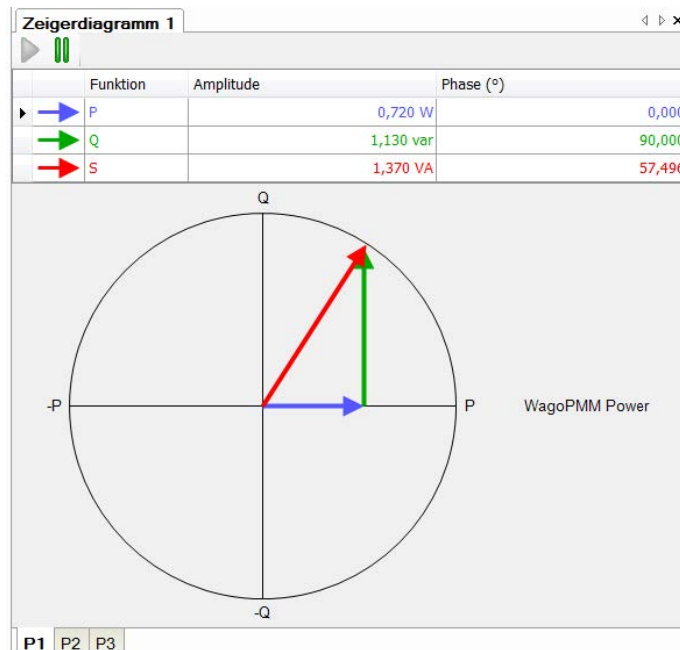 Zeigerdiagramm 1
Funktion Amplitude Phase (°)
P 0,720 W 0,000
Q 1,130 var 90,000
S 1,370 VA 57,496
Q
-P P WagoPMM Power
-Q
P1 P2 P3